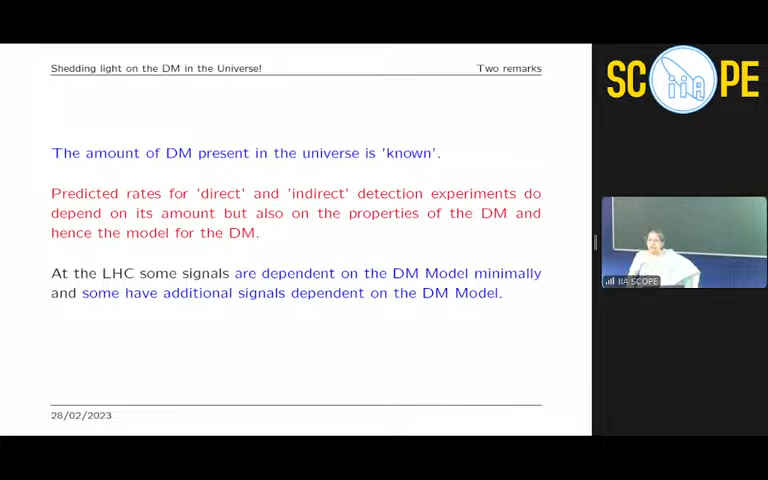 Shedding light on the DM in the Universe!
Two remarks
The amount of DM present in the universe is 'known'.
Predicted rates for 'direct' and 'indirect' detection experiments do
depend on its amount but also on the properties of the DM and
hence the model for the DM.
At the LHC some signals are dependent on the DM Model minimally
and some have additional signals dependent on the DM Model.
28/02/2023
SC iiA PE
IIA SCOPE